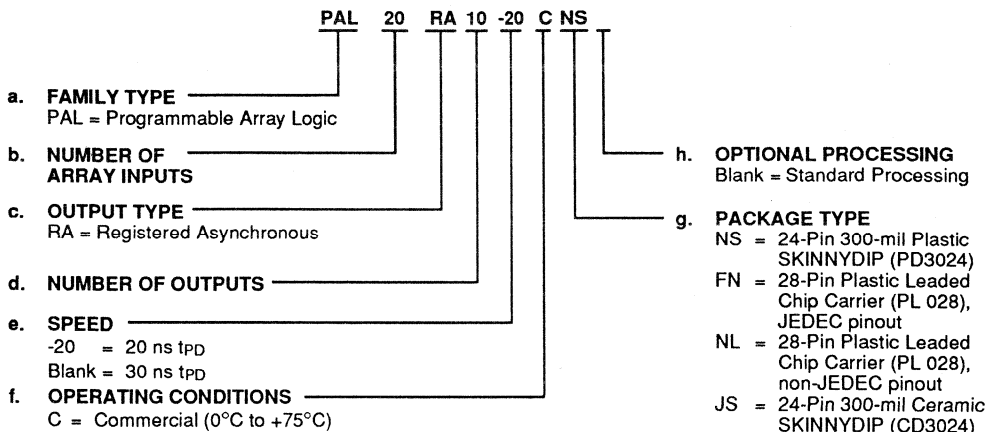 PAL 20 RA 10 -20 C NS
a. FAMILY TYPE
PAL = Programmable Array Logic
b. NUMBER OF
ARRAY INPUTS
c. OUTPUT TYPE
RA = Registered Asynchronous
d. NUMBER OF OUTPUTS
e. SPEED
-20 = 20 ns tPD
Blank = 30 ns tPD
f. OPERATING CONDITIONS
C = Commercial (0°C to +75°C)
h. OPTIONAL PROCESSING
Blank = Standard Processing
g. PACKAGE TYPE
NS = 24-Pin 300-mil Plastic
SKINNYDIP (PD3024)
FN = 28-Pin Plastic Leaded
Chip Carrier (PL 028),
JEDEC pinout
NL = 28-Pin Plastic Leaded
Chip Carrier (PL 028),
non-JEDEC pinout
JS = 24-Pin 300-mil Ceramic
SKINNYDIP (CD3024)